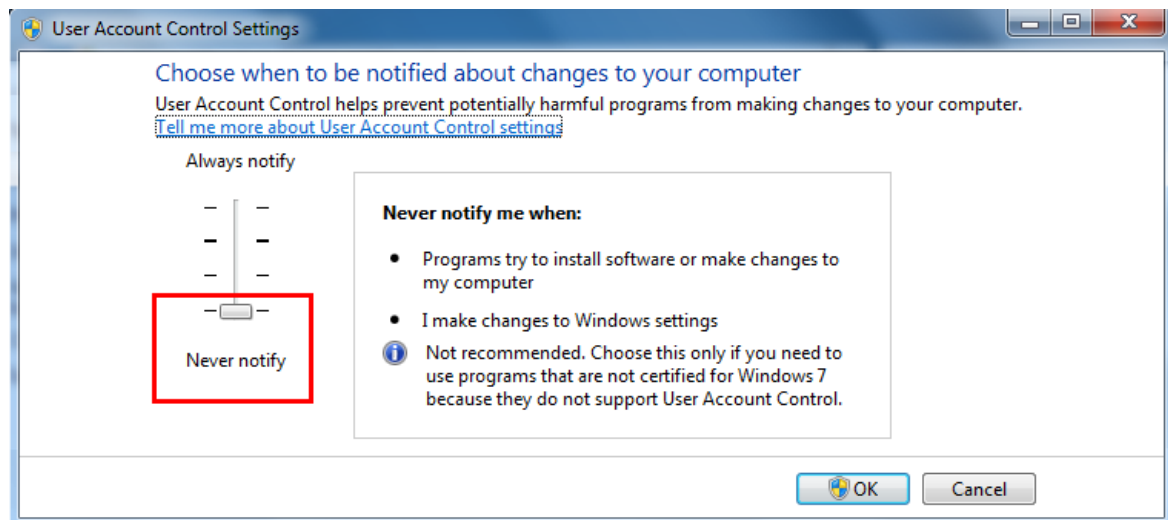 User Account Control Settings
Choose when to be notified about changes to your computer
User Account Control helps prevent potentially harmful programs from making changes to your computer.
Tell me more about User Account Control settings
Always notify
Never notify me when:
Programs try to install software or make changes to
my computer
I make changes to Windows settings
Never notify
Not recommended. Choose this only if you need to
use programs that are not certified for Windows 7
because they do not support User Account Control.
OK
Cancel